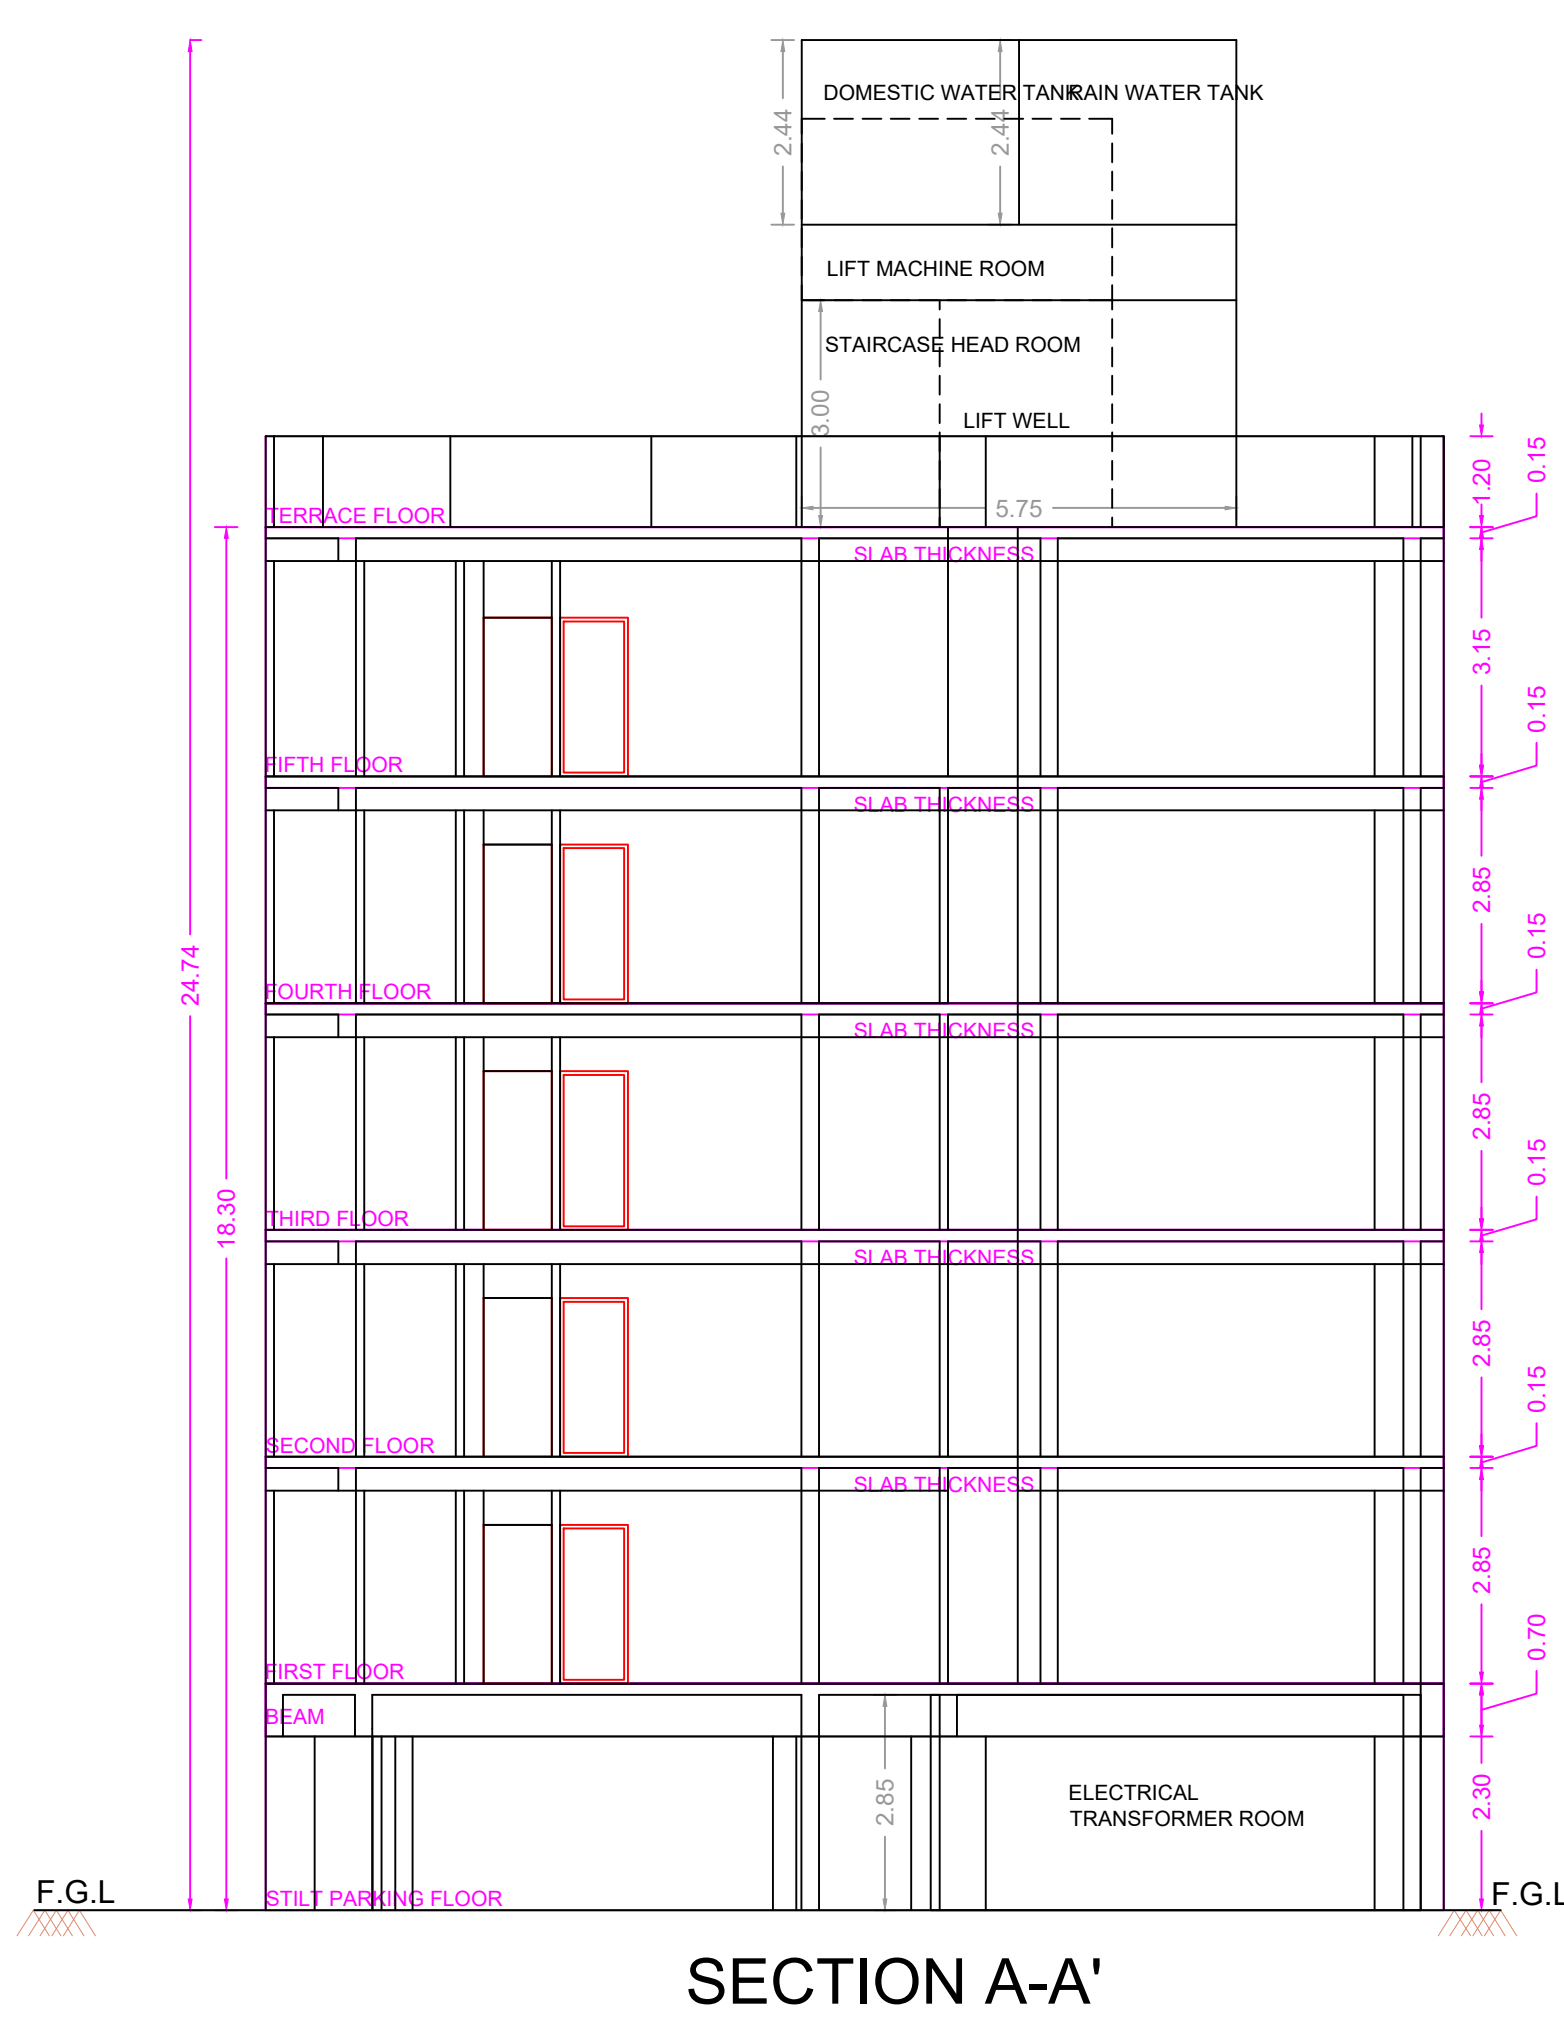 DOMESTIC WATER TANK
RAIN WATER TANK
2.44
2.44
LIFT MACHINE ROOM
STAIRCASE HEAD ROOM
3.00
LIFT WELL
1.20
0.15
5.75
TERRACE FLOOR
SLAB THICKNESS
3.15
0.15
FIFTH FLOOR
SLAB THICKNESS
2.85
0.15
24.74
FOURTH FLOOR
SLAB THICKNESS
2.85
0.15
18.30
THIRD FLOOR
SLAB THICKNESS
2.85
0.15
SECOND FLOOR
SLAB THICKNESS
2.85
0.70
FIRST FLOOR
BEAM
2.85
ELECTRICAL
TRANSFORMER ROOM
2.30
F.G.L
STILT PARKING FLOOR
F.G.L
SECTION A-A'